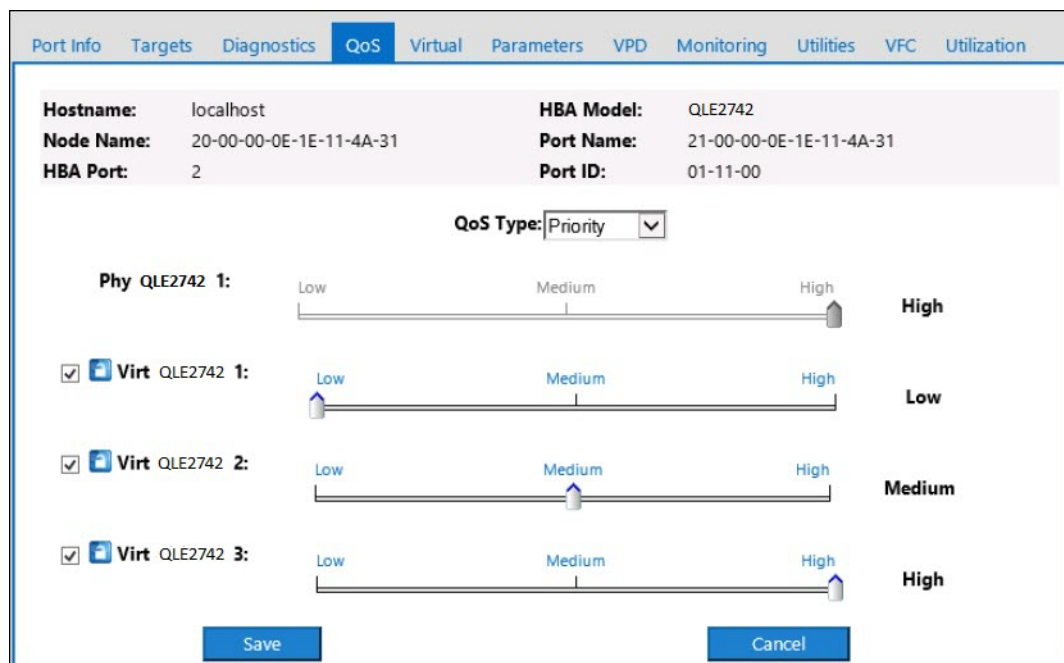 Port Info Targets Diagnostics QoS Virtual Parameters VPD Monitoring Utilities VFC Utilization
Hostname: localhost HBA Model: QLE2742
Node Name: 20-00-00-0E-1E-11-4A-31 Port Name: 21-00-00-0E-1E-11-4A-31
HBA Port: 2 Port ID: 01-11-00
QoS Type: Priority
Phy QLE2742 1: Low Medium High High
Virt QLE2742 1: Low Medium High Low
Virt QLE2742 2: Low Medium High Medium
Virt QLE2742 3: Low Medium High High
Save Cancel